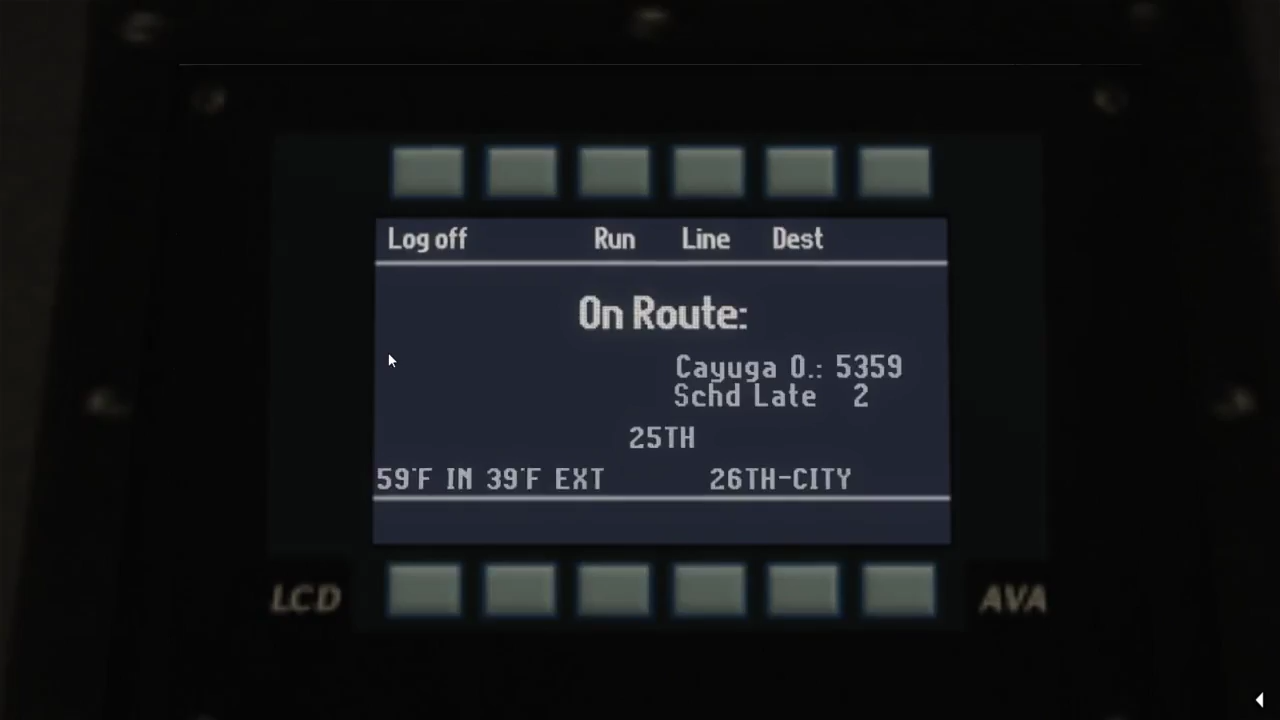 Log off Run Line Dest
On Route:
Cayuga O.: 5359
Schd Late 2
25TH
59°F IN 39°F EXT 26TH-CITY
LCD AVA